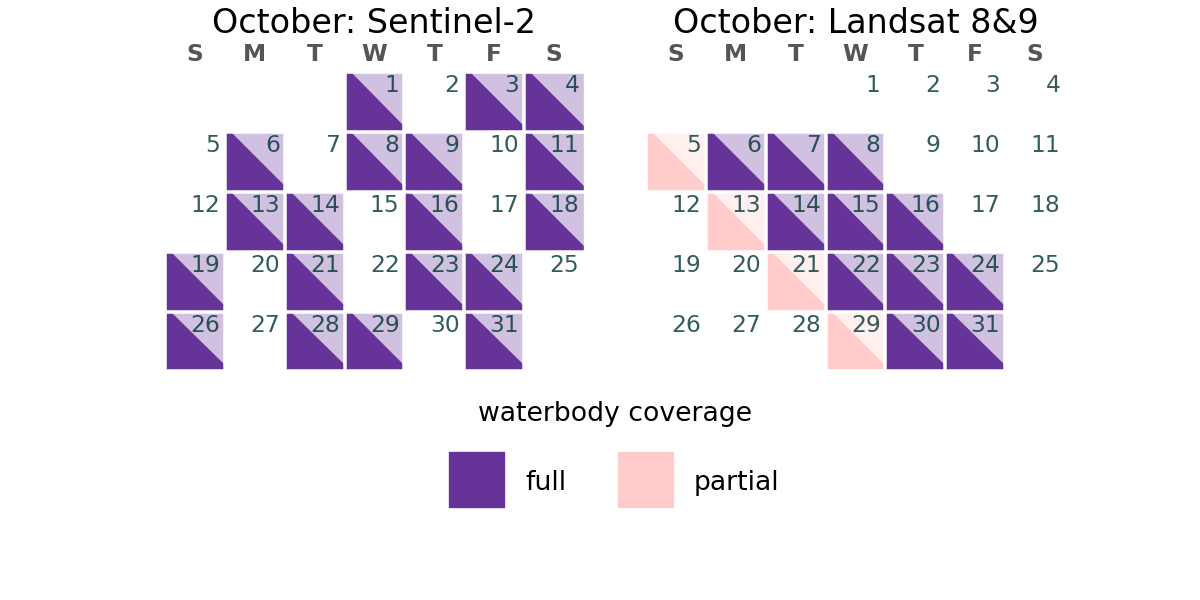 October: Sentinel-2
S M T W T F S
1 2 3 4
5 6 7 8 9 10 11
12 13 14 15 16 17 18
19 20 21 22 23 24 25
26 27 28 29 30 31
October: Landsat 8&9
S M T W T F S
1 2 3 4
5 6 7 8 9 10 11
12 13 14 15 16 17 18
19 20 21 22 23 24 25
26 27 28 29 30 31
waterbody coverage
full partial